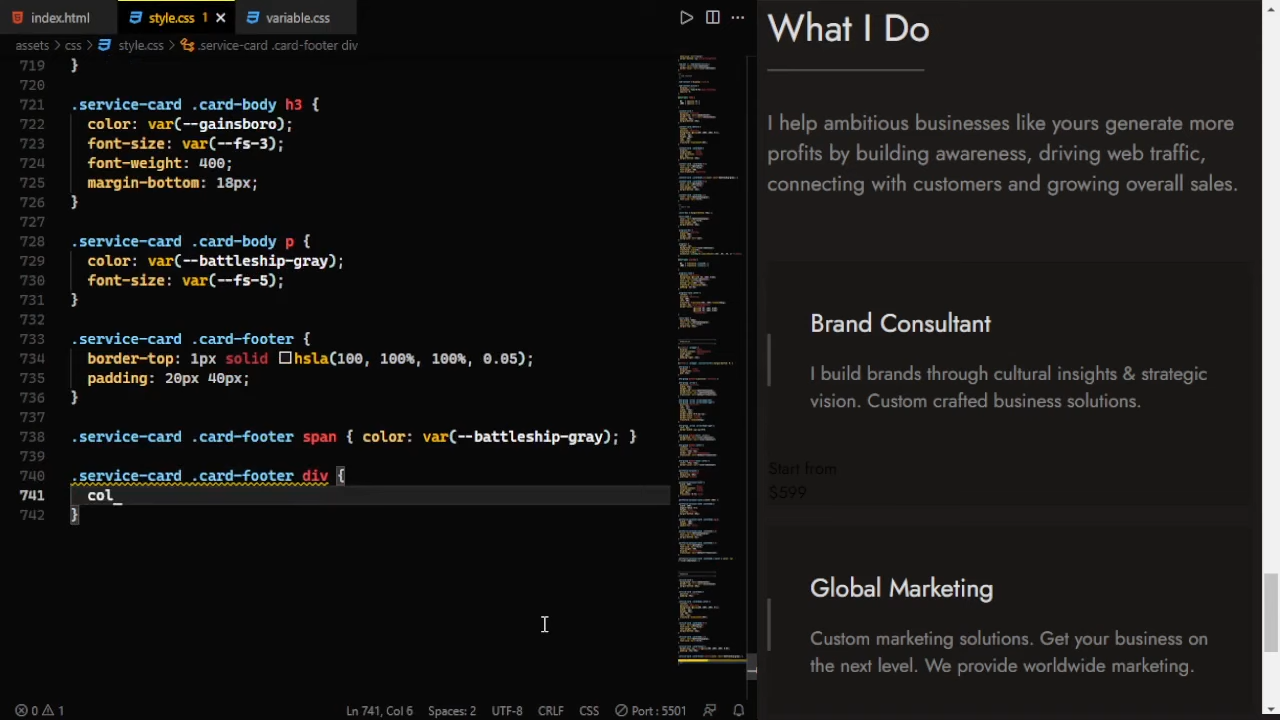 index.html
style.css 1
variable.css
assets > css > style.css > .service-card .card-footer div
719 }
720
721 .service-card .card-body h3 {
722 color: var(--gainsboro);
723 font-size: var(--fs-3);
724 font-weight: 400;
725 margin-bottom: 18px;
726 }
727
728 .service-card .card-body p {
729 color: var(--battleship-gray);
730 font-size: var(--fs-5);
731 }
732
733 .service-card .card-footer {
734 border-top: 1px solid hsla(100, 100%, 100%, 0.05);
735 padding: 20px 40px;
736 }
737
738 .service-card .card-footer span { color: var(--battleship-gray); }
739
740 .service-card .card-footer div {
741 col
742 }
0 1
Ln 741, Col 6
Spaces: 2
UTF-8
CRLF
CSS
Port : 5501
What I Do
I help ambitious businesses like yours generate more
profits by building awareness, driving web traffic,
connecting with customers and growing overall sales.
Brand Consultant
I build brands through cultural insights & strategic
vision. Custom crafted business solutions.
Start from
$599
Global Marketing
Custom marketing solutions. Get your business on
the next level. We provide worldwide marketing.